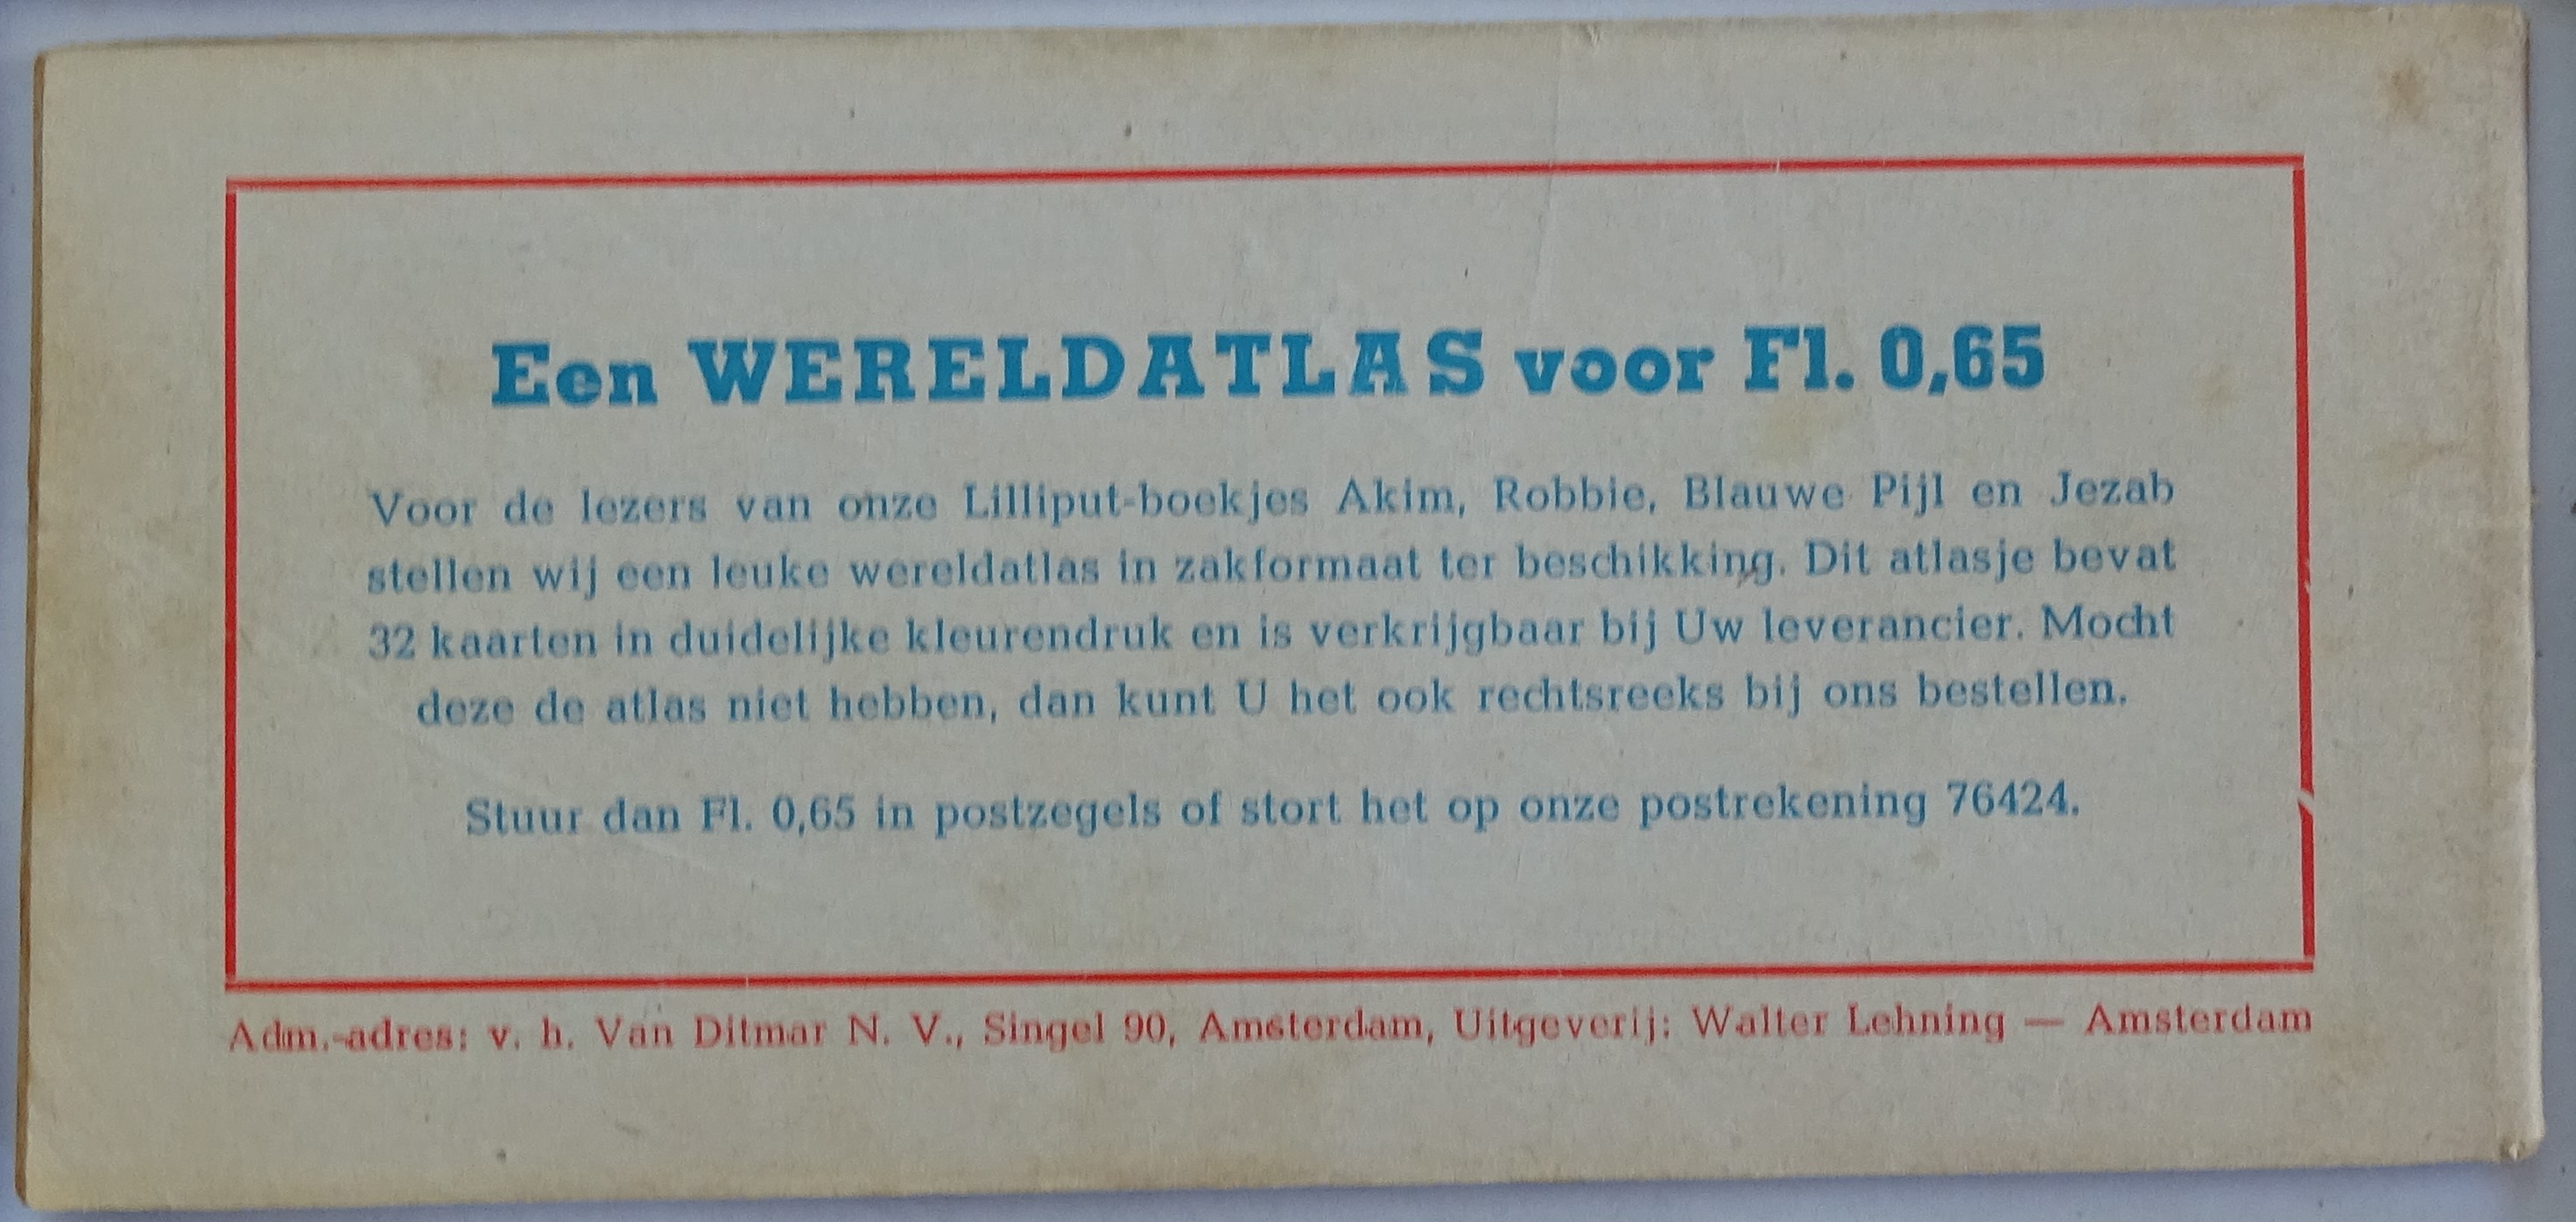 Een WERELDATLAS voor Fl. 0,65
Voor de lezers van onze Lilliput-boekjes Akim, Robbie, Blauwe Pijl en Jezab
stellen wij een leuke wereldatlas in zakformaat ter beschikking. Dit atlasje bevat
32 kaarten in duidelijke kleurendruk en is verkrijgbaar bij Uw leverancier. Mocht
deze de atlas niet hebben, dan kunt U het ook rechtsreeks bij ons bestellen.
Stuur dan Fl. 0,65 in postzegels of stort het op onze postrekening 76424.
Adm.-adres: v. h. Van Ditmar N. V., Singel 90, Amsterdam, Uitgeverij: Walter Lehning — Amsterdam